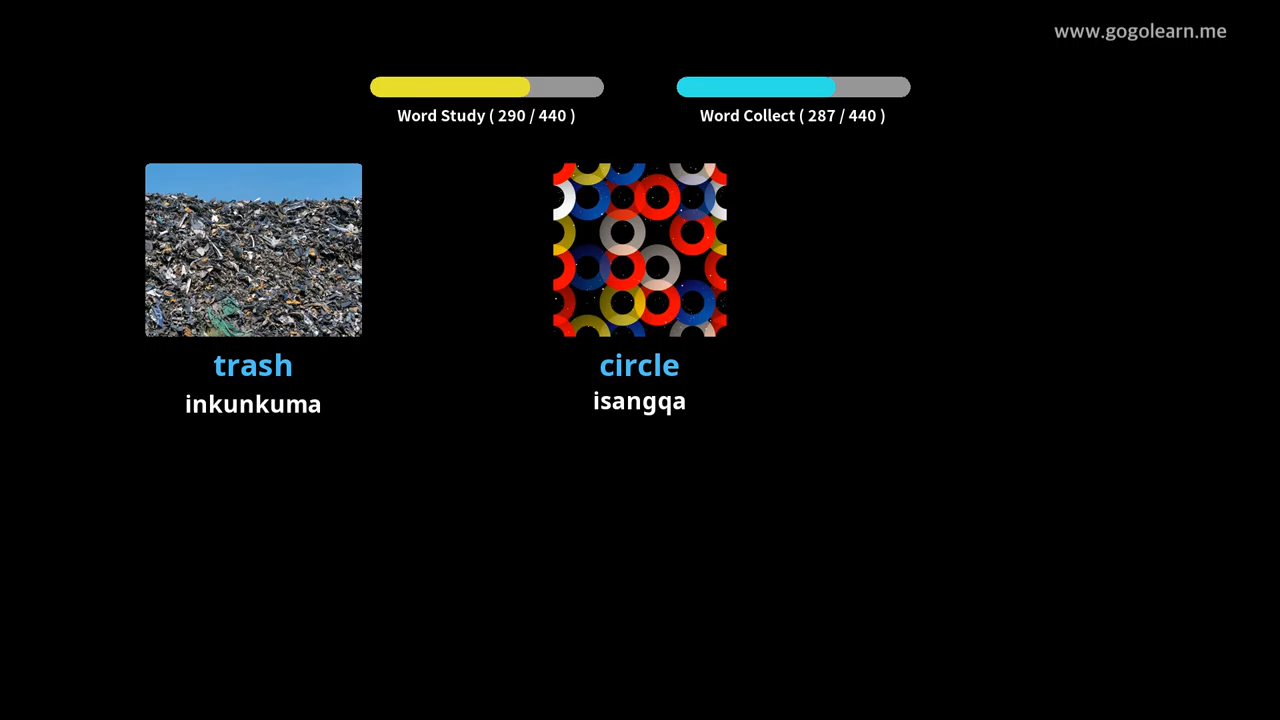 www.gogolearn.me
Word Study ( 290 / 440 )
Word Collect ( 287 / 440 )
trash
inkunkuma
circle
isangqa